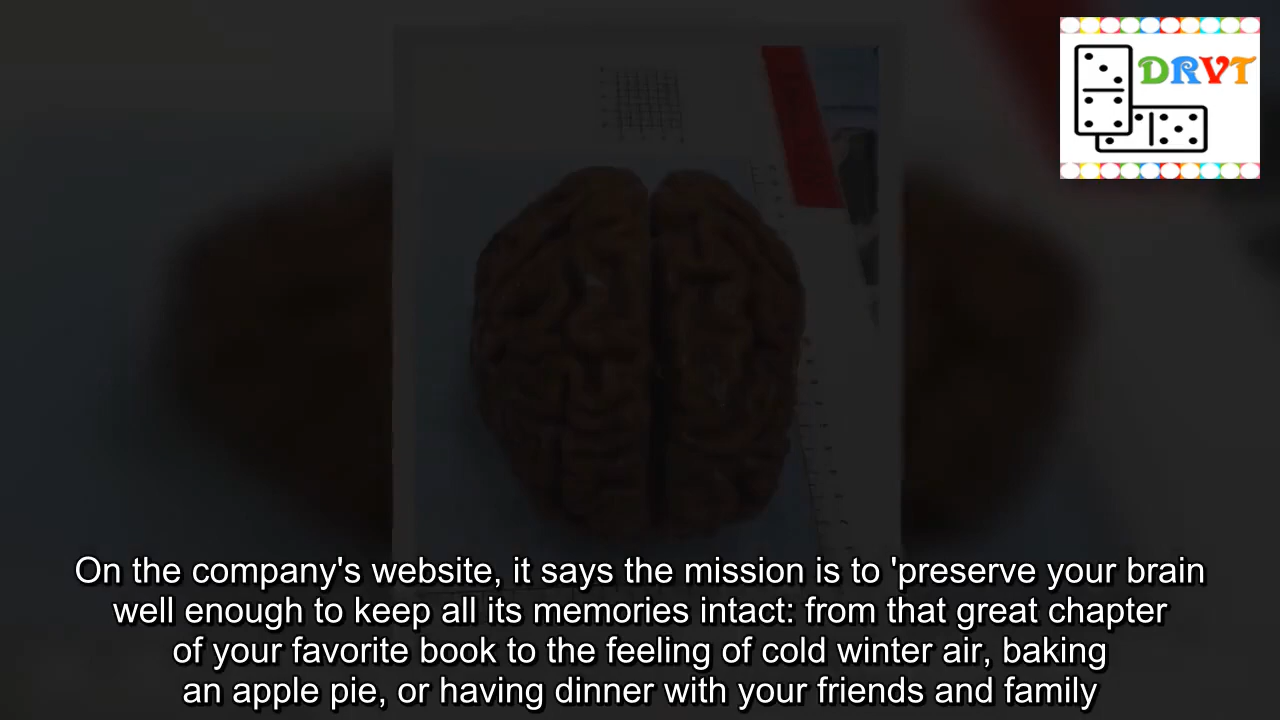 DRVT
On the company's website, it says the mission is to 'preserve your brain
well enough to keep all its memories intact: from that great chapter
of your favorite book to the feeling of cold winter air, baking
an apple pie, or having dinner with your friends and family